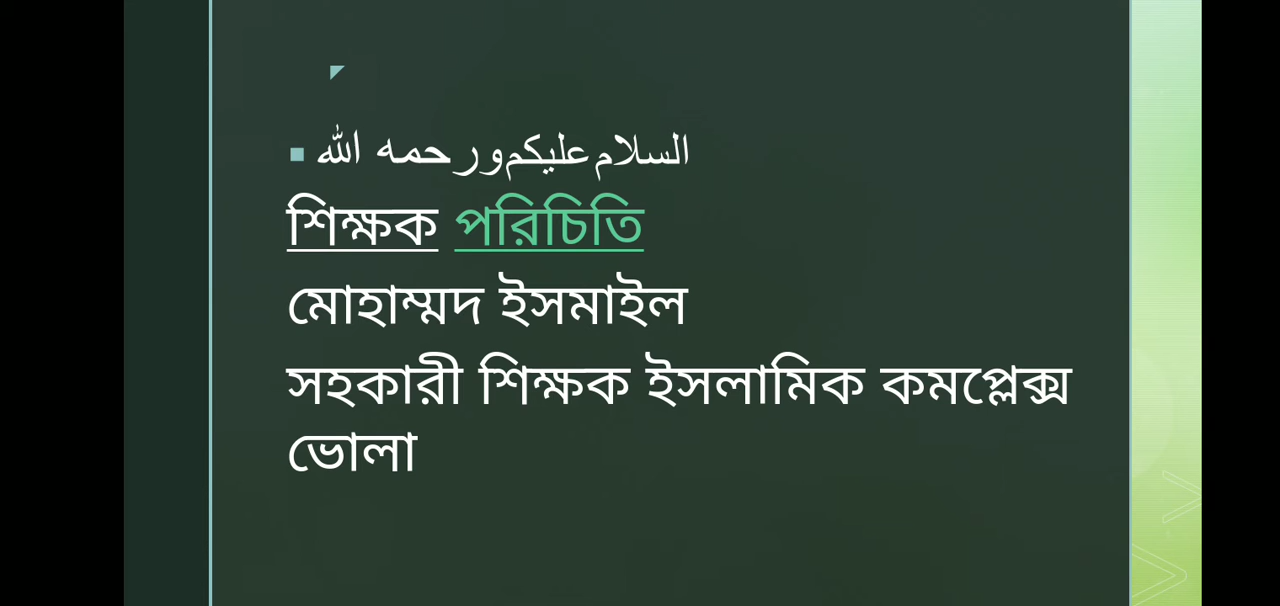 السلام عليكم ورحمه الله
শিক্ষক পরিচিতি
মোহাম্মদ ইসমাইল
সহকারী শিক্ষক ইসলামিক কমপ্লেক্স
ভোলা